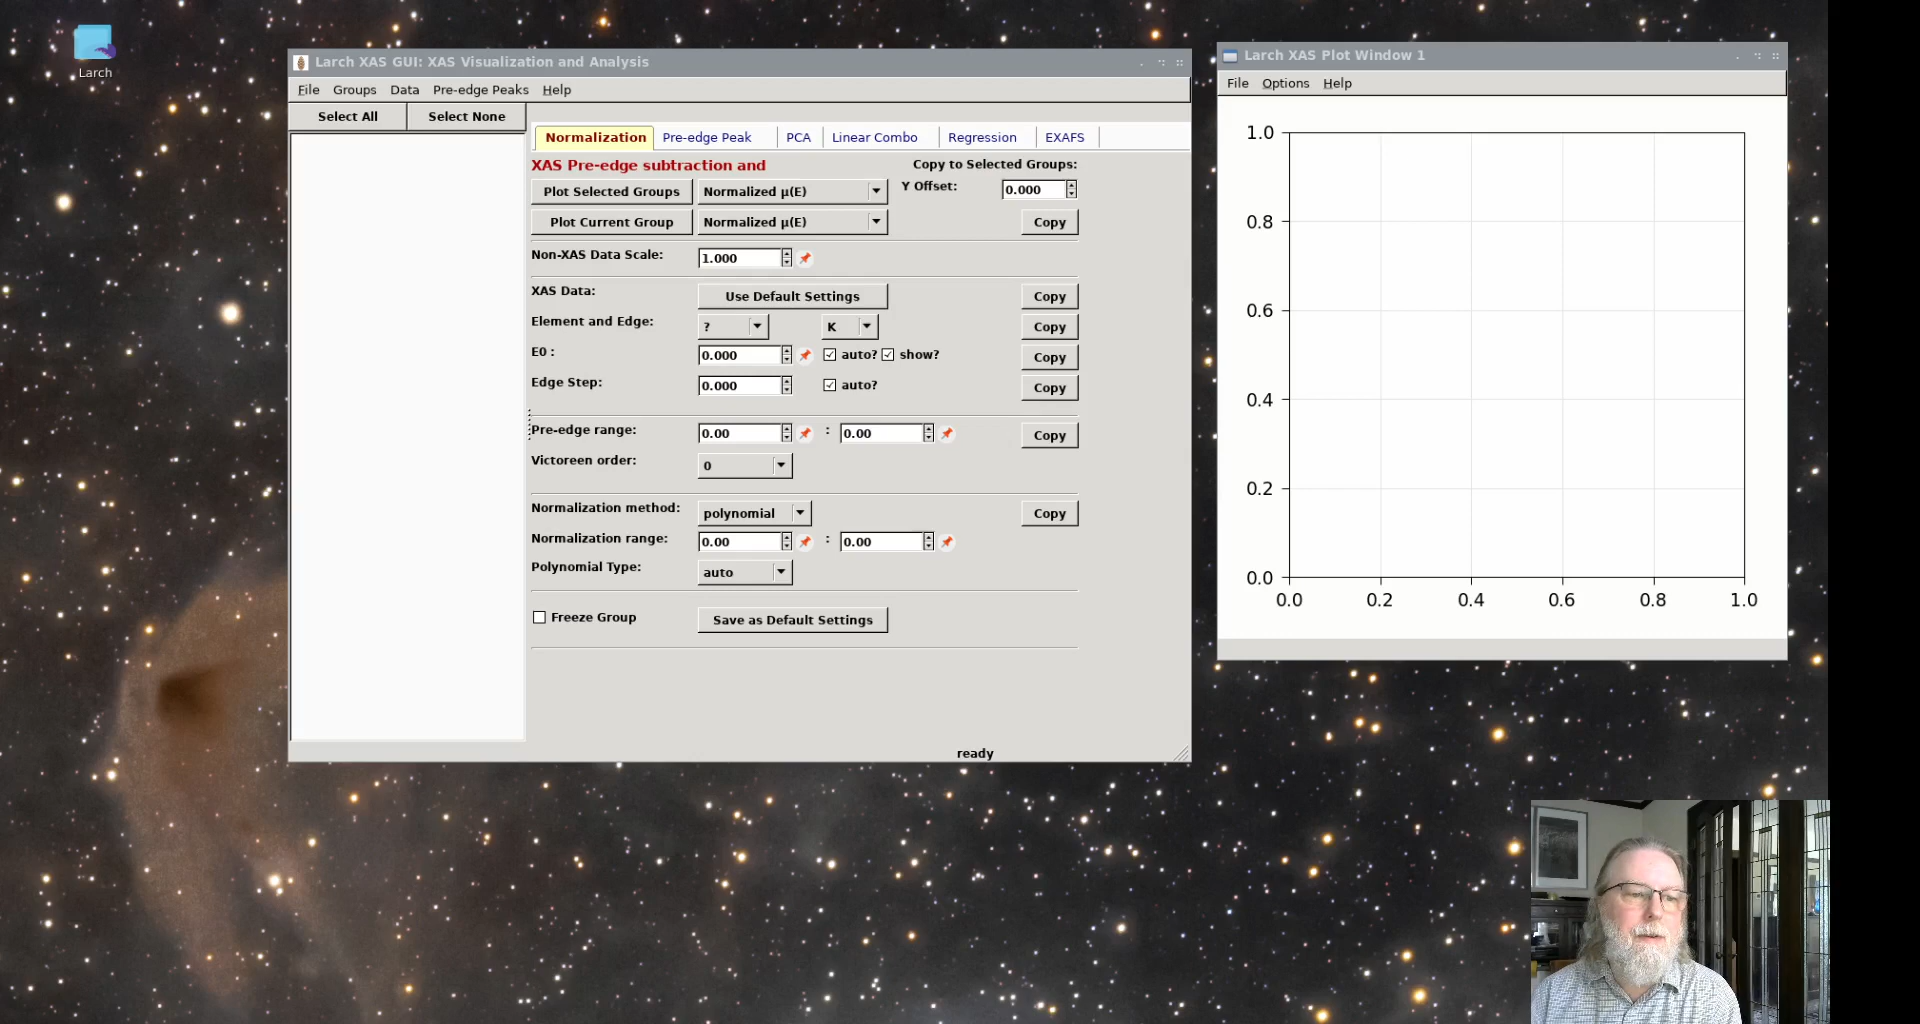 Larch
Larch XAS GUI: XAS Visualization and Analysis
File Groups Data Pre-edge Peaks Help
Select All Select None
Normalization Pre-edge Peak PCA Linear Combo Regression EXAFS
XAS Pre-edge subtraction and Copy to Selected Groups:
Plot Selected Groups Normalized μ(E) Y Offset: 0.000
Plot Current Group Normalized μ(E) Copy
Non-XAS Data Scale: 1.000
XAS Data: Use Default Settings Copy
Element and Edge: ? K Copy
E0 : 0.000 auto? show? Copy
Edge Step: 0.000 auto? Copy
Pre-edge range: 0.00 : 0.00 Copy
Victoreen order: 0
Normalization method: polynomial Copy
Normalization range: 0.00 : 0.00
Polynomial Type: auto
Freeze Group Save as Default Settings
ready
Larch XAS Plot Window 1
File Options Help
1.0
0.8
0.6
0.4
0.2
0.0
0.0 0.2 0.4 0.6 0.8 1.0